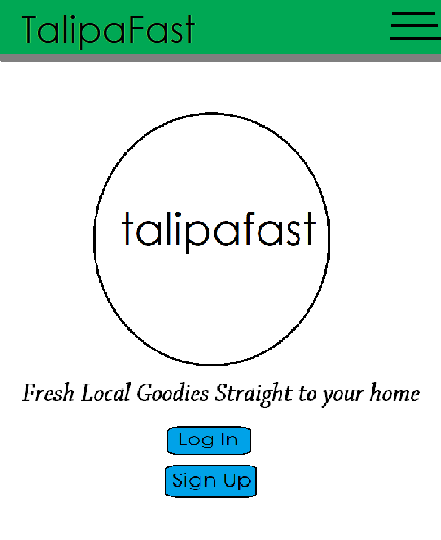 TalipaFast
talipafast
Fresh Local Goodies Straight to your home
Log In
Sign Up